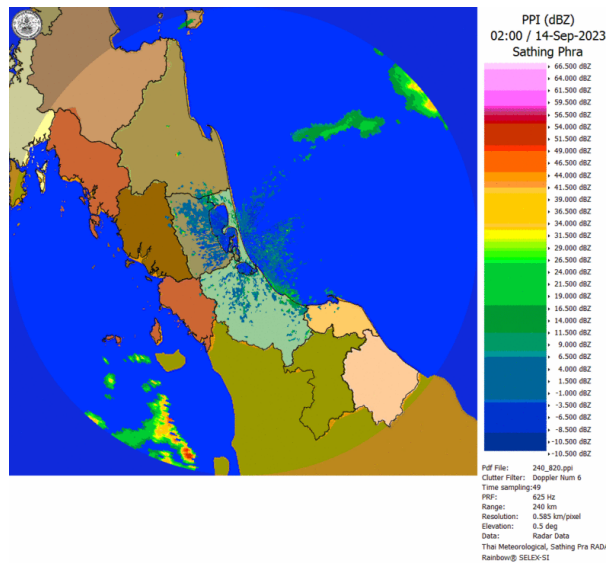 PPI (dBZ)
02:00 / 14-Sep-2023
Sathing Phra
66.500 dBZ
64.000 dBZ
61.500 dBZ
59.500 dBZ
56.500 dBZ
54.000 dBZ
51.500 dBZ
49.000 dBZ
46.500 dBZ
44.000 dBZ
41.500 dBZ
39.000 dBZ
36.500 dBZ
34.000 dBZ
31.500 dBZ
29.000 dBZ
26.500 dBZ
24.000 dBZ
21.500 dBZ
19.000 dBZ
16.500 dBZ
14.000 dBZ
11.500 dBZ
9.000 dBZ
6.500 dBZ
4.000 dBZ
1.500 dBZ
-1.000 dBZ
-3.500 dBZ
-6.500 dBZ
-8.500 dBZ
-10.500 dBZ
-10.500 dBZ
Pdf File: 240_820.ppi
Clutter Filter: Doppler Num 6
Time sampling:49
PRF: 625 Hz
Range: 240 km
Resolution: 0.585 km/pixel
Elevation: 0.5 deg
Data: Radar Data
Thai Meteorological, Sathing Pra RADA
Rainbow® SELEX-SI